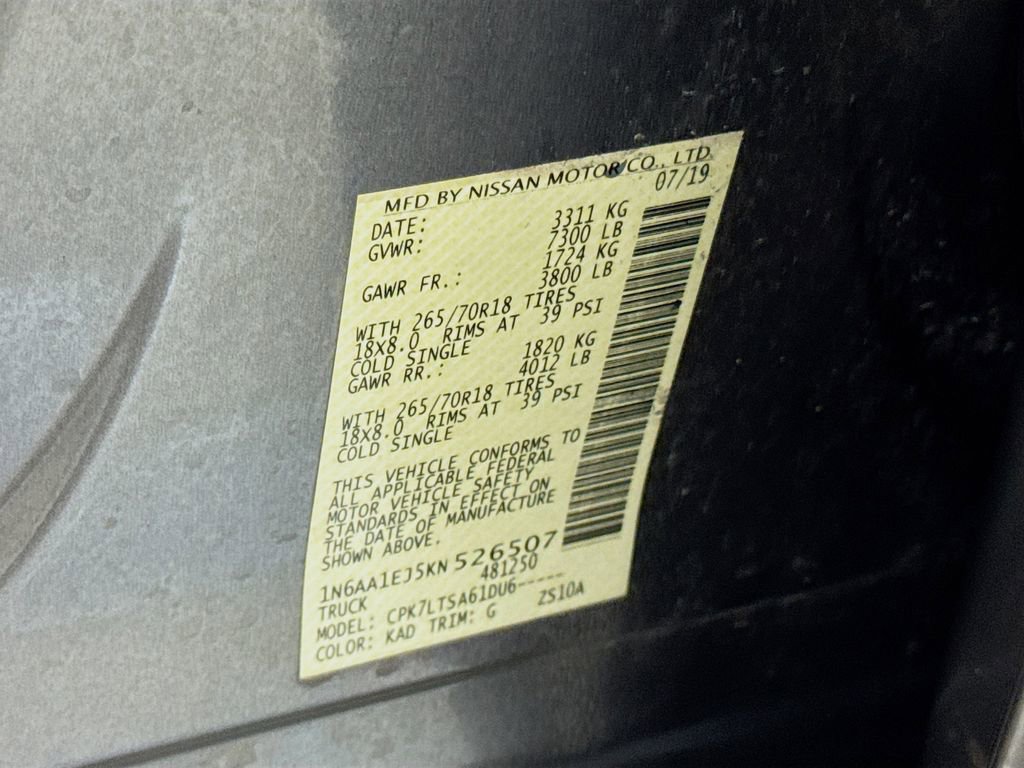 MFD BY NISSAN MOTOR CO., LTD.
DATE: 07/19
GVWR: 3311 KG
7300 LB
GAWR FR.: 1724 KG
3800 LB
WITH 265/70R18 TIRES
18X8.0 RIMS AT 39 PSI
COLD SINGLE
GAWR RR.: 1820 KG
4012 LB
WITH 265/70R18 TIRES
18X8.0 RIMS AT 39 PSI
COLD SINGLE
THIS VEHICLE CONFORMS TO
ALL APPLICABLE FEDERAL
MOTOR VEHICLE SAFETY
STANDARDS IN EFFECT ON
THE DATE OF MANUFACTURE
SHOWN ABOVE.
1N6AA1EJ5KN526507
TRUCK 481250
MODEL: CPK7LTSA61DU6-----
COLOR: KAD TRIM: G ZS10A